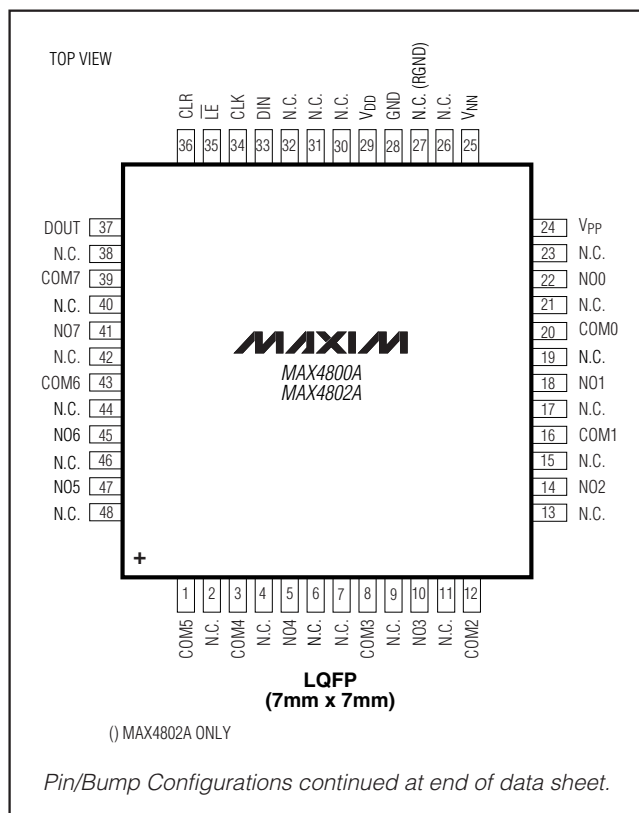 TOP VIEW
CLR
LE
CLK
DIN
N.C.
N.C.
N.C.
VDD
GND
N.C. (RGND)
N.C.
VNN
36 35 34 33 32 31 30 29 28 27 26 25
DOUT 37
N.C. 38
COM7 39
N.C. 40
NO7 41
N.C. 42
COM6 43
N.C. 44
NO6 45
N.C. 46
NO5 47
N.C. 48
MAXIM
MAX4800A
MAX4802A
24 VPP
23 N.C.
22 NO0
21 N.C.
20 COM0
19 N.C.
18 NO1
17 N.C.
16 COM1
15 N.C.
14 NO2
13 N.C.
+
1 2 3 4 5 6 7 8 9 10 11 12
COM5
N.C.
COM4
N.C.
NO4
N.C.
N.C.
COM3
N.C.
NO3
N.C.
COM2
LQFP
(7mm x 7mm)
() MAX4802A ONLY
Pin/Bump Configurations continued at end of data sheet.